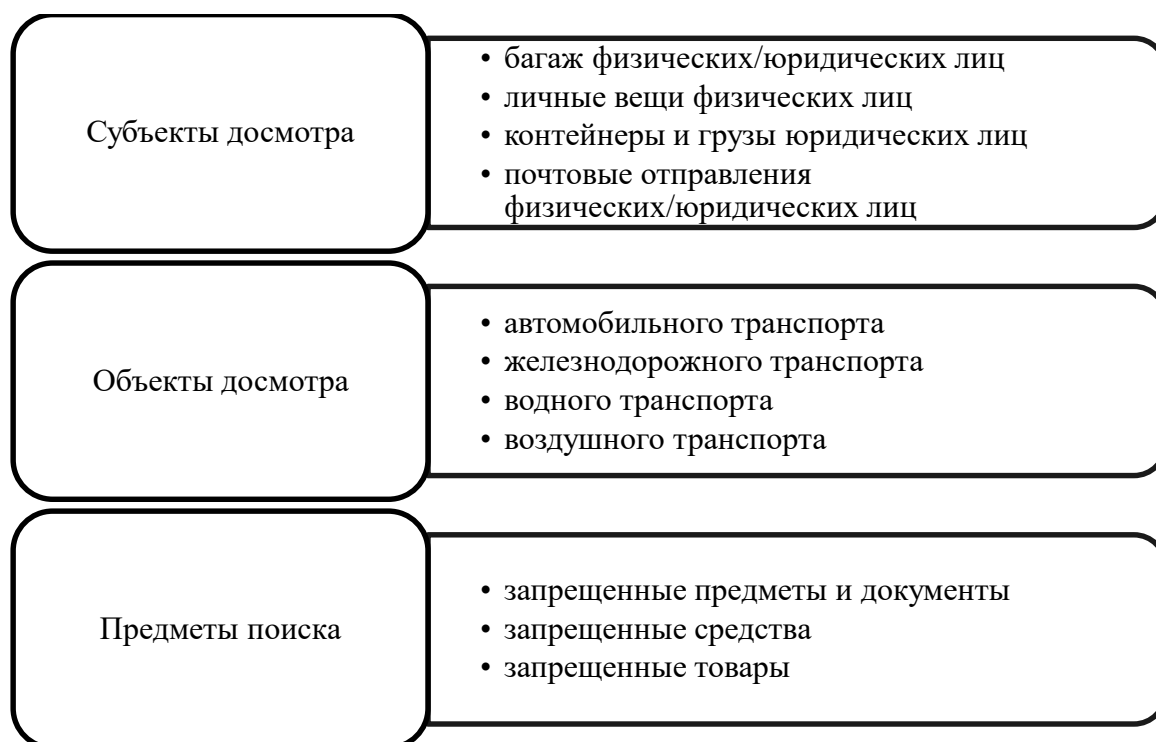 Субъекты досмотра
• багаж физических/юридических лиц
• личные вещи физических лиц
• контейнеры и грузы юридических лиц
• почтовые отправления
физических/юридических лиц
Объекты досмотра
• автомобильного транспорта
• железнодорожного транспорта
• водного транспорта
• воздушного транспорта
Предметы поиска
• запрещенные предметы и документы
• запрещенные средства
• запрещенные товары